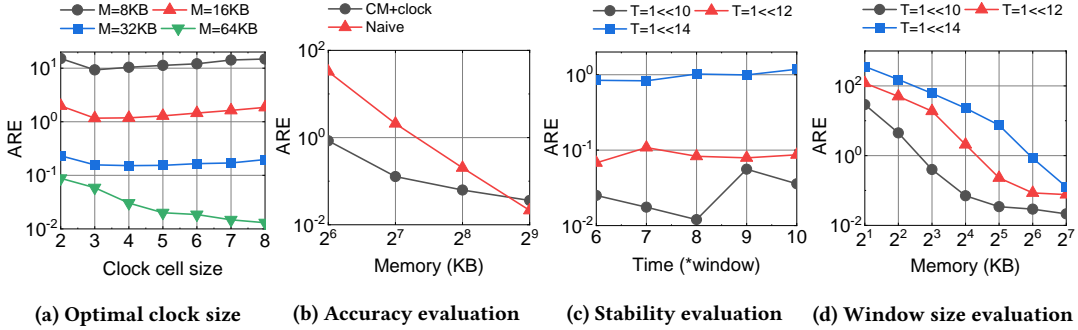 M=8KB M=16KB
M=32KB M=64KB
ARE
10^1
10^0
10^-1
10^-2
2 3 4 5 6 7 8
Clock cell size
(a) Optimal clock size
CM+clock
Naive
ARE
10^2
10^0
10^-2
2^6 2^7 2^8 2^9
Memory (KB)
(b) Accuracy evaluation
T=1<<10 T=1<<12
T=1<<14
ARE
10^0
10^-1
10^-2
6 7 8 9 10
Time (*window)
(c) Stability evaluation
T=1<<10 T=1<<12
T=1<<14
ARE
10^2
10^0
10^-2
2^1 2^2 2^3 2^4 2^5 2^6 2^7
Memory (KB)
(d) Window size evaluation